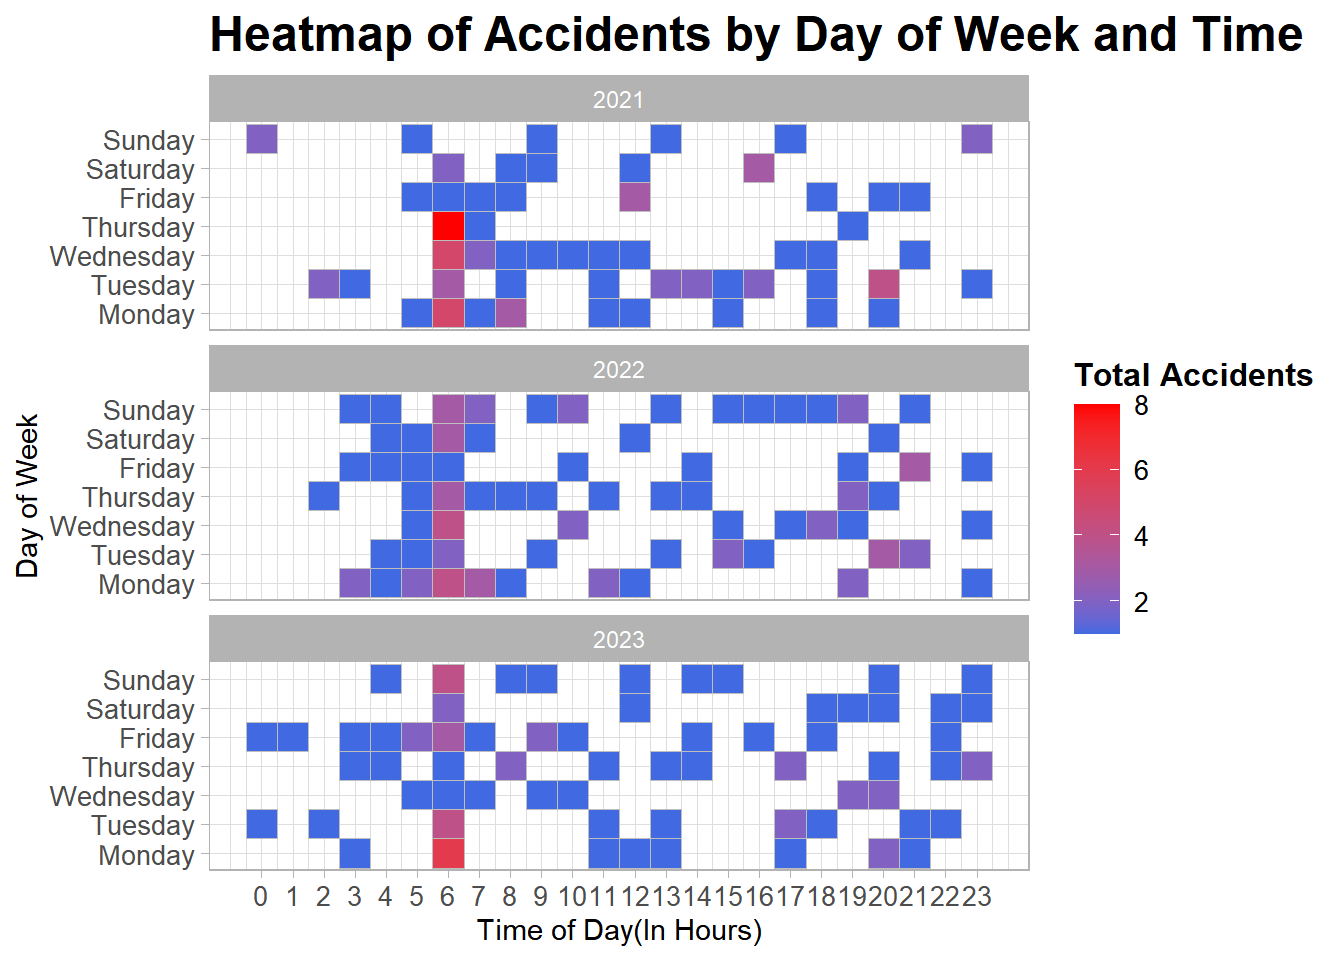 Heatmap of Accidents by Day of Week and Time
2021
Sunday
Saturday
Friday
Thursday
Wednesday
Tuesday
Monday
2022
Sunday
Saturday
Friday
Thursday
Wednesday
Tuesday
Monday
2023
Sunday
Saturday
Friday
Thursday
Wednesday
Tuesday
Monday
0 1 2 3 4 5 6 7 8 9 10 11 12 13 14 15 16 17 18 19 20 21 22 23
Time of Day(In Hours)
Day of Week
Total Accidents
8
6
4
2